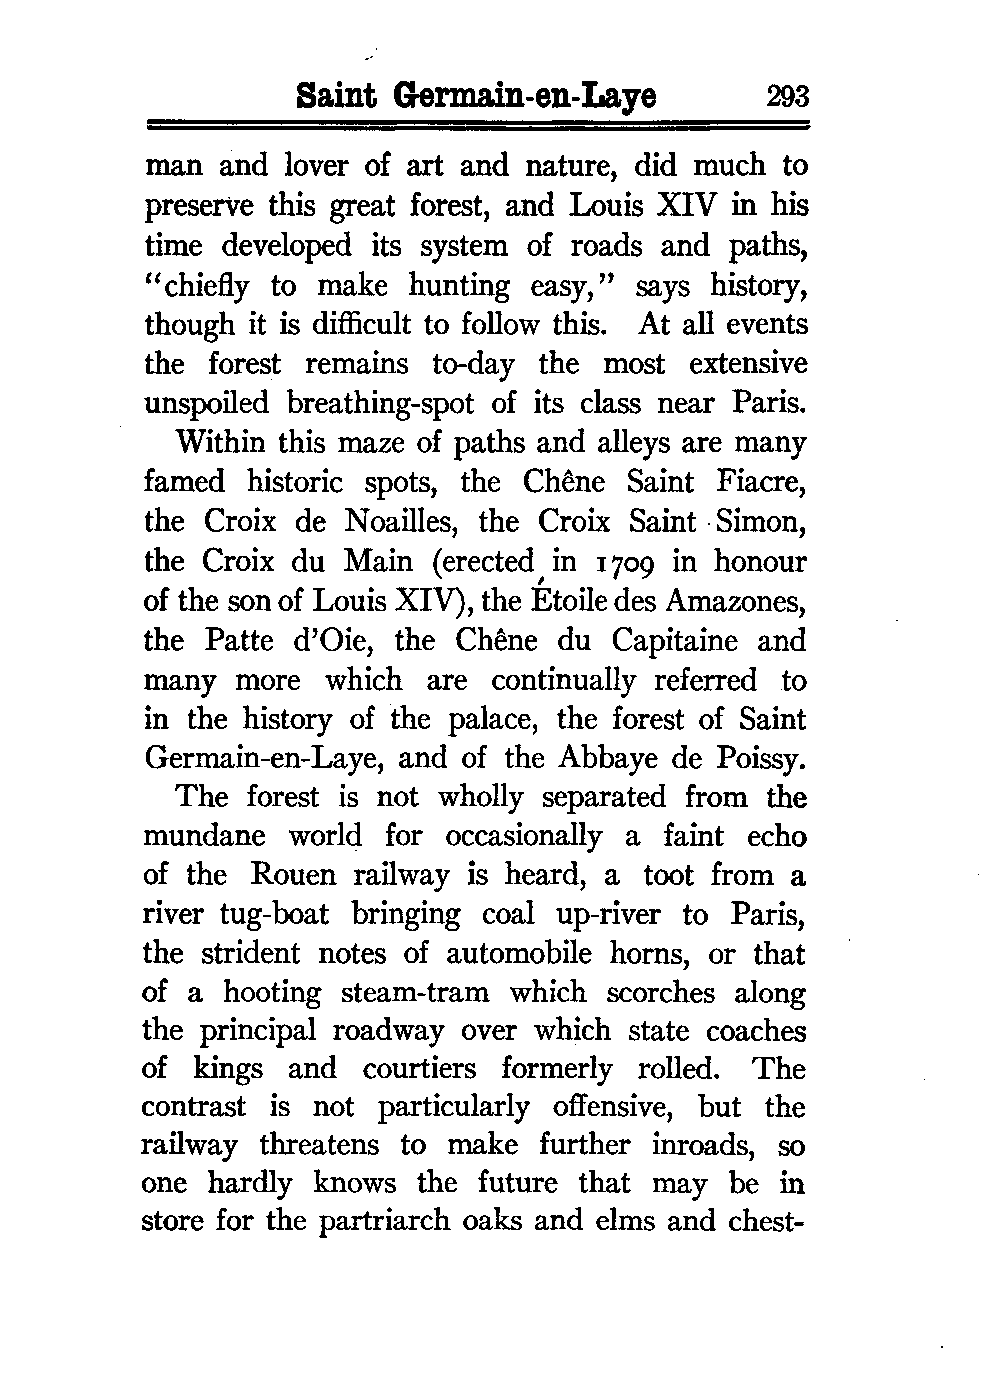 Saint Germain-en-Laye 293
man and lover of art and nature, did much to
preserve this great forest, and Louis XIV in his
time developed its system of roads and paths,
“chiefly to make hunting easy,” says history,
though it is difficult to follow this. At all events
the forest remains to-day the most extensive
unspoiled breathing-spot of its class near Paris.
Within this maze of paths and alleys are many
famed historic spots, the Chêne Saint Fiacre,
the Croix de Noailles, the Croix Saint Simon,
the Croix du Main (erected in 1709 in honour
of the son of Louis XIV), the Étoile des Amazones,
the Patte d’Oie, the Chêne du Capitaine and
many more which are continually referred to
in the history of the palace, the forest of Saint
Germain-en-Laye, and of the Abbaye de Poissy.
The forest is not wholly separated from the
mundane world for occasionally a faint echo
of the Rouen railway is heard, a toot from a
river tug-boat bringing coal up-river to Paris,
the strident notes of automobile horns, or that
of a hooting steam-tram which scorches along
the principal roadway over which state coaches
of kings and courtiers formerly rolled. The
contrast is not particularly offensive, but the
railway threatens to make further inroads, so
one hardly knows the future that may be in
store for the partriarch oaks and elms and chest-